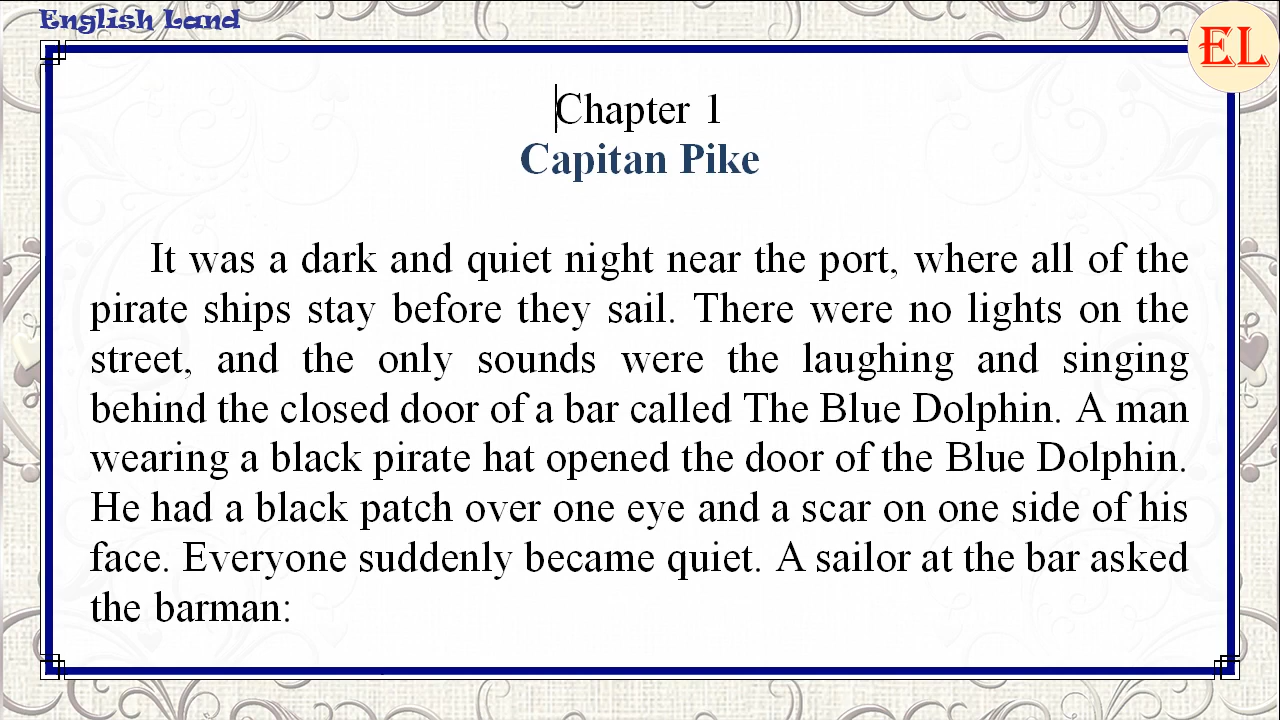 English Land
EL
Chapter 1
Capitan Pike
It was a dark and quiet night near the port, where all of the
pirate ships stay before they sail. There were no lights on the
street, and the only sounds were the laughing and singing
behind the closed door of a bar called The Blue Dolphin. A man
wearing a black pirate hat opened the door of the Blue Dolphin.
He had a black patch over one eye and a scar on one side of his
face. Everyone suddenly became quiet. A sailor at the bar asked
the barman: